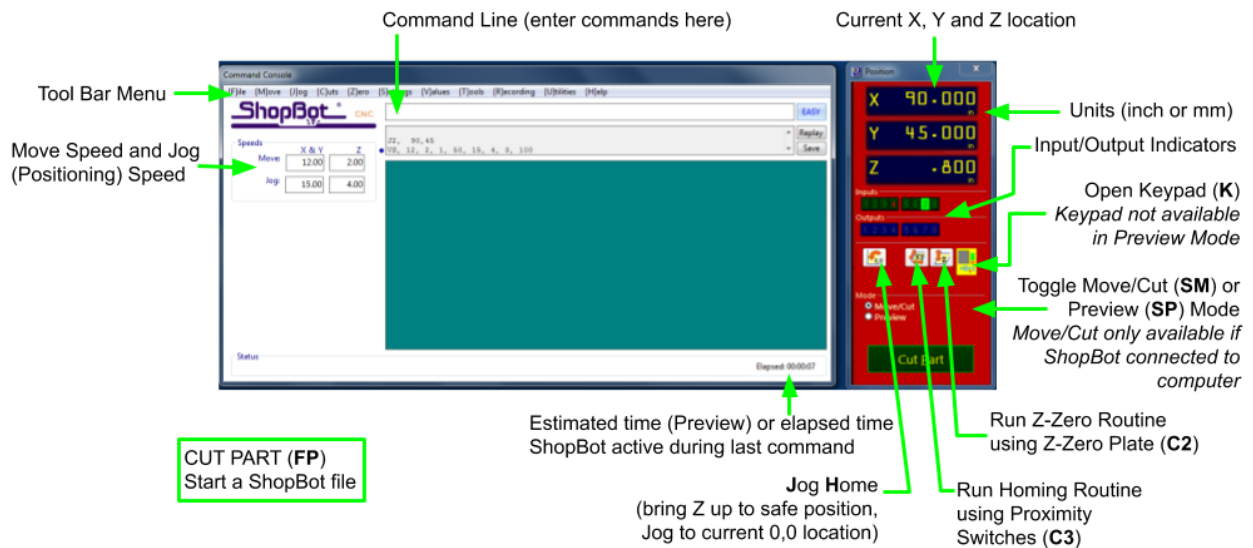 Command Line (enter commands here)
Current X, Y and Z location
Tool Bar Menu
Move Speed and Jog
(Positioning) Speed
Command Console
[F]ile [M]ove [J]og [C]uts [Z]ero [S]ettings [V]alues [T]ools [R]ecording [U]tilities [H]elp
ShopBot CNC
EASY
J2, 90,45
VS, 12, 2, 1, 50, 15, 4, 3, 100
Replay
Save
Speeds
X & Y Z
Move: 12.00 2.00
Jog: 15.00 4.00
Status
Elapsed: 00:00:07
Position
X 90.000
in
Y 45.000
in
Z .800
in
Inputs
Outputs
1 2 3 4 5 6 7 8
Mode
Move/Cut
Preview
Cut Part
Units (inch or mm)
Input/Output Indicators
Open Keypad (K)
Keypad not available
in Preview Mode
Toggle Move/Cut (SM) or
Preview (SP) Mode
Move/Cut only available if
ShopBot connected to
computer
Estimated time (Preview) or elapsed time
ShopBot active during last command
Run Z-Zero Routine
using Z-Zero Plate (C2)
CUT PART (FP)
Start a ShopBot file
Jog Home
(bring Z up to safe position,
Jog to current 0,0 location)
Run Homing Routine
using Proximity
Switches (C3)